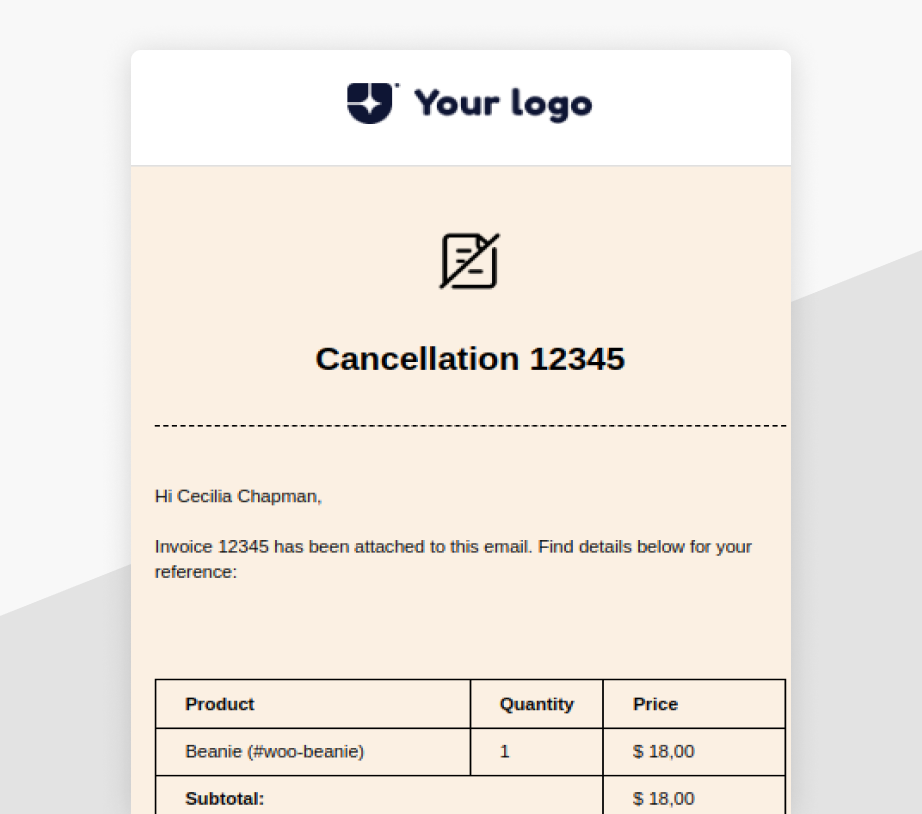 Your logo
Cancellation 12345
Hi Cecilia Chapman,
Invoice 12345 has been attached to this email. Find details below for your
reference:
Product Quantity Price
Beanie (#woo-beanie) 1 $ 18,00
Subtotal: $ 18,00